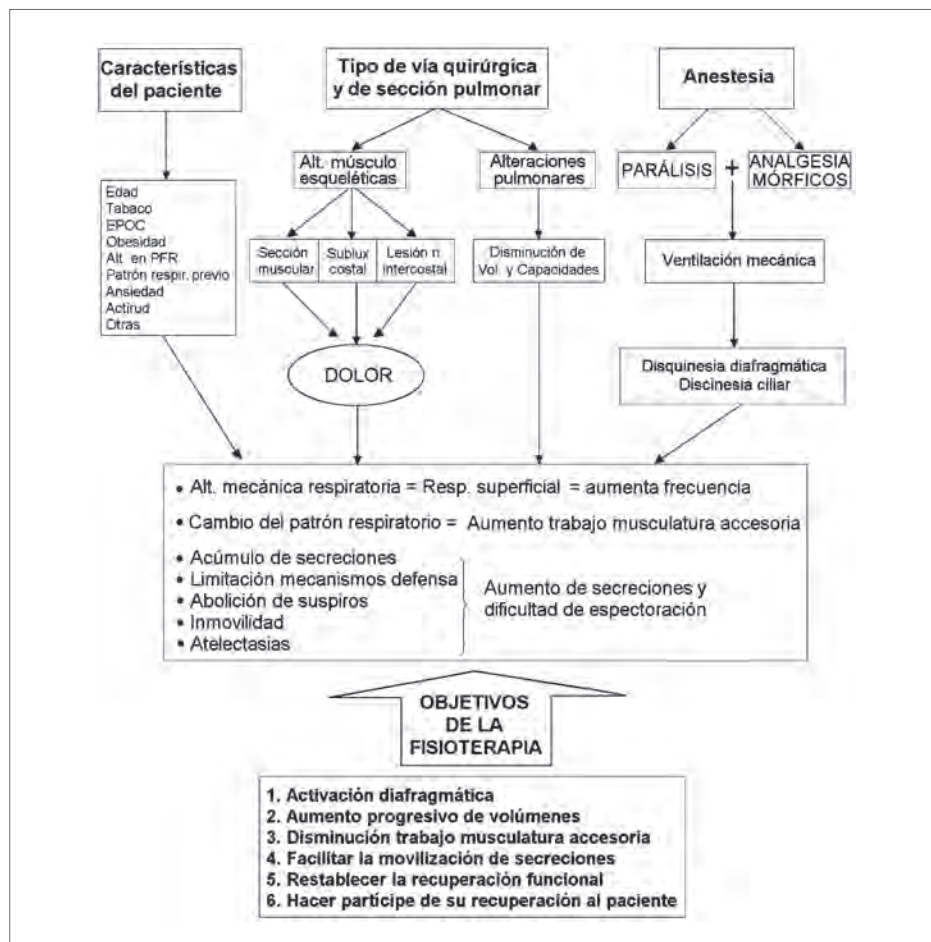 Características
del paciente
Edad
Tabaco
EPOC
Obesidad
Alt en PFR
Patrón respir. previo
Ansiedad
Actirud
Otras
Tipo de vía quirúrgica
y de sección pulmonar
Alt. músculo
esqueléticas
Sección
muscular
Sublux
costal
Lesión n
intercostal
DOLOR
Alteraciones
pulmonares
Disminución de
Vol. y Capacidades
Anestesia
PARÁLISIS
+
ANALGESIA
MÓRFICOS
Ventilación mecánica
Disquinesia diafragmática
Discinesia ciliar
• Alt. mecánica respiratoria = Resp. superficial = aumenta frecuencia
• Cambio del patrón respiratorio = Aumento trabajo musculatura accesoria
• Acúmulo de secreciones
• Limitación mecanismos defensa
• Abolición de suspiros
• Inmovilidad
• Atelectasias
Aumento de secreciones y
dificultad de espectoración
OBJETIVOS
DE LA
FISIOTERAPIA
1. Activación diafragmática
2. Aumento progresivo de volúmenes
3. Disminución trabajo musculatura accesoria
4. Facilitar la movilización de secreciones
5. Restablecer la recuperación funcional
6. Hacer partícipe de su recuperación al paciente